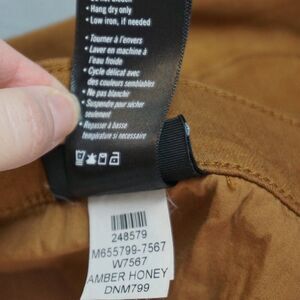 • Hang dry only
• Low iron, if needed
• Tourner à l'envers
• Laver en machine à
l'eau froide
• Cycle délicat avec
des couleurs semblables
• Ne pas blanchir
• Suspendre pour sécher
seulement
• Repasser à basse
température si necessaire
248579
M655799-7567
W7567
AMBER HONEY
DNM799